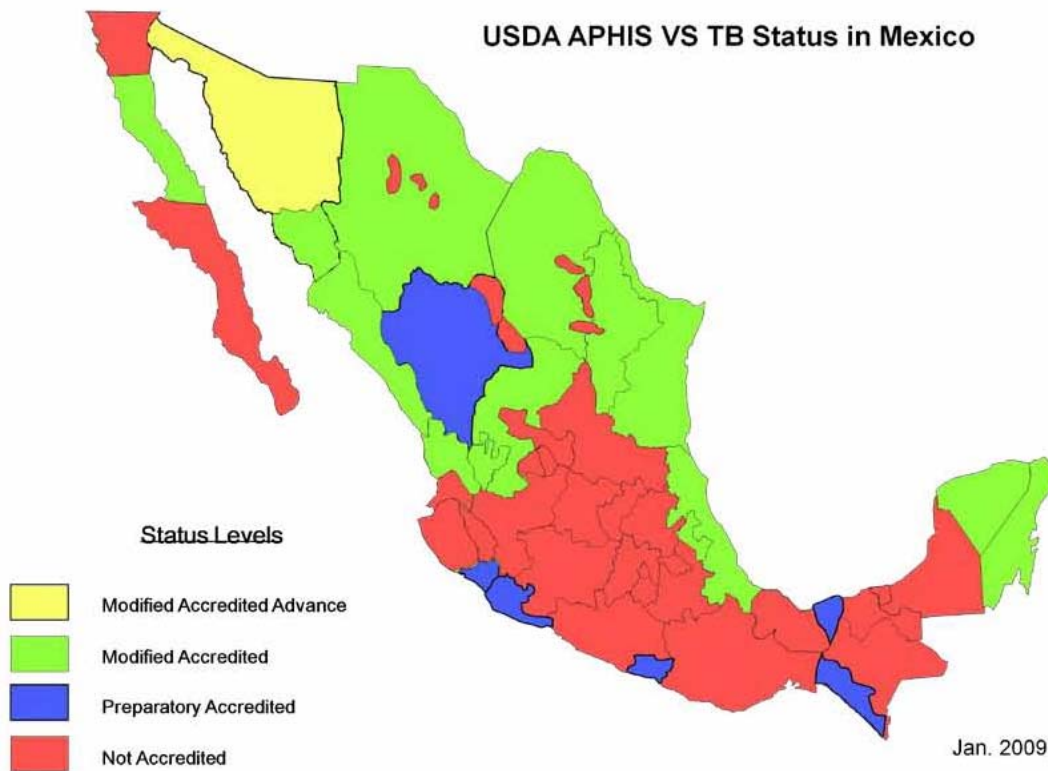 USDA APHIS VS TB Status in Mexico
Status Levels
Modified Accredited Advance
Modified Accredited
Preparatory Accredited
Not Accredited
Jan. 2009